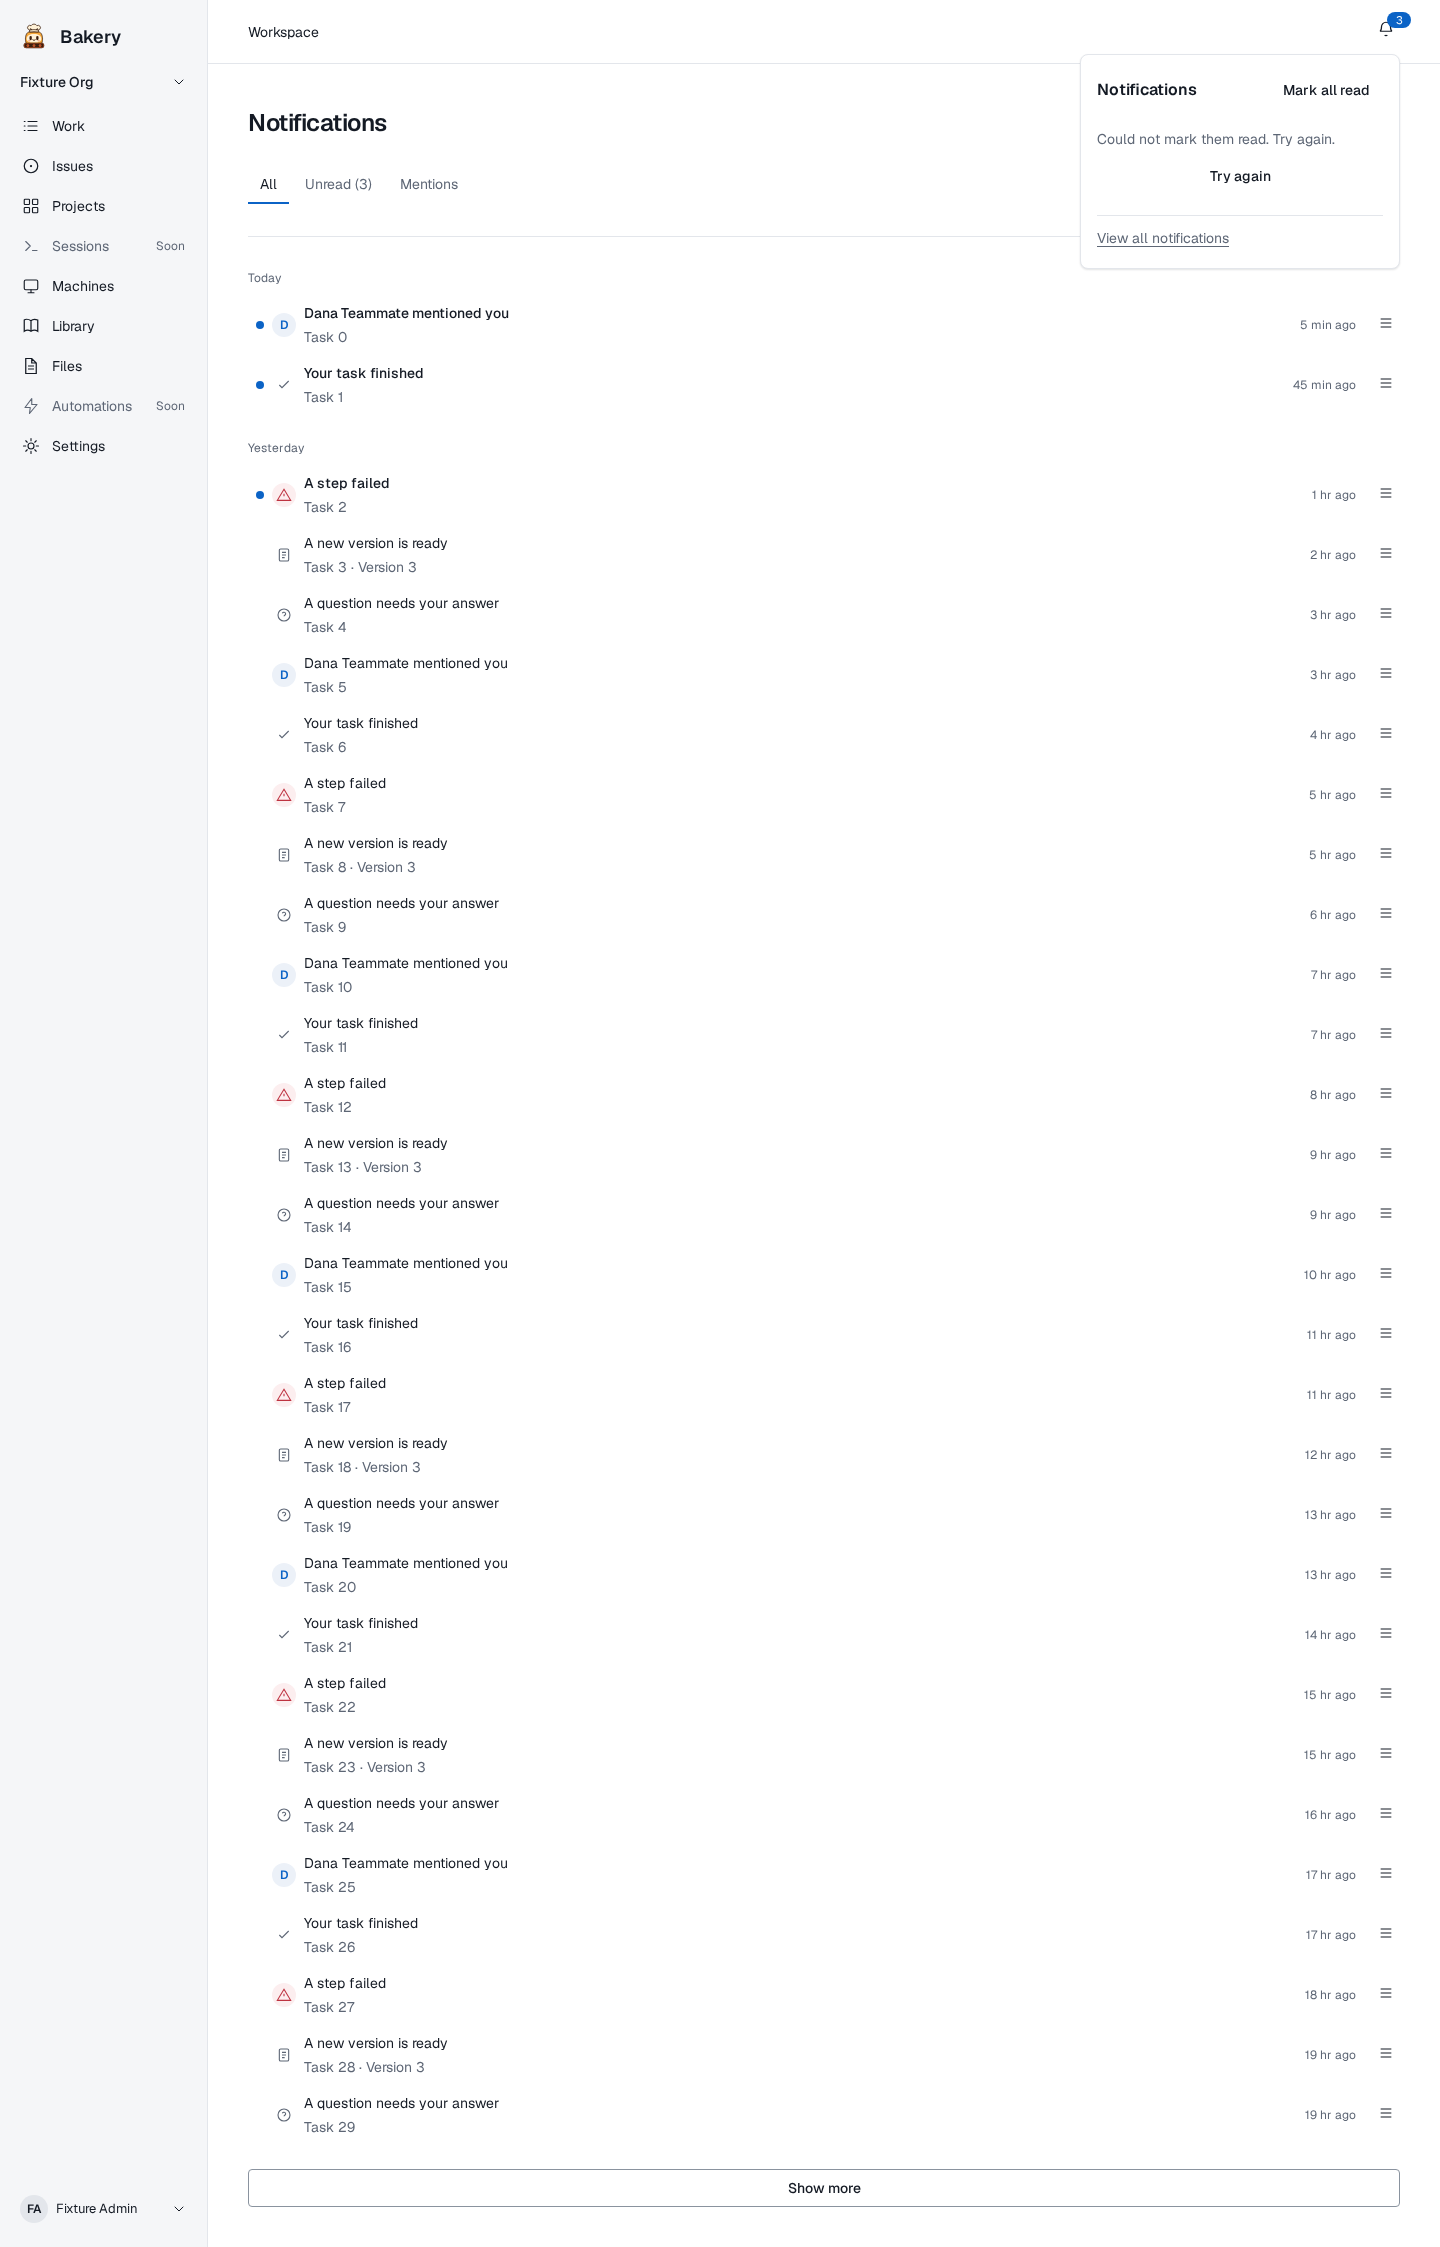 Bakery
Fixture Org
Work
Issues
Projects
Sessions Soon
Machines
Library
Files
Automations Soon
Settings
FA Fixture Admin
Workspace
3
Notifications Mark all read
Could not mark them read. Try again.
Try again
View all notifications
Notifications
All Unread (3) Mentions
Today
D Dana Teammate mentioned you
Task 0
5 min ago
Your task finished
Task 1
45 min ago
Yesterday
A step failed
Task 2
1 hr ago
A new version is ready
Task 3 · Version 3
2 hr ago
A question needs your answer
Task 4
3 hr ago
D Dana Teammate mentioned you
Task 5
3 hr ago
Your task finished
Task 6
4 hr ago
A step failed
Task 7
5 hr ago
A new version is ready
Task 8 · Version 3
5 hr ago
A question needs your answer
Task 9
6 hr ago
D Dana Teammate mentioned you
Task 10
7 hr ago
Your task finished
Task 11
7 hr ago
A step failed
Task 12
8 hr ago
A new version is ready
Task 13 · Version 3
9 hr ago
A question needs your answer
Task 14
9 hr ago
D Dana Teammate mentioned you
Task 15
10 hr ago
Your task finished
Task 16
11 hr ago
A step failed
Task 17
11 hr ago
A new version is ready
Task 18 · Version 3
12 hr ago
A question needs your answer
Task 19
13 hr ago
D Dana Teammate mentioned you
Task 20
13 hr ago
Your task finished
Task 21
14 hr ago
A step failed
Task 22
15 hr ago
A new version is ready
Task 23 · Version 3
15 hr ago
A question needs your answer
Task 24
16 hr ago
D Dana Teammate mentioned you
Task 25
17 hr ago
Your task finished
Task 26
17 hr ago
A step failed
Task 27
18 hr ago
A new version is ready
Task 28 · Version 3
19 hr ago
A question needs your answer
Task 29
19 hr ago
Show more